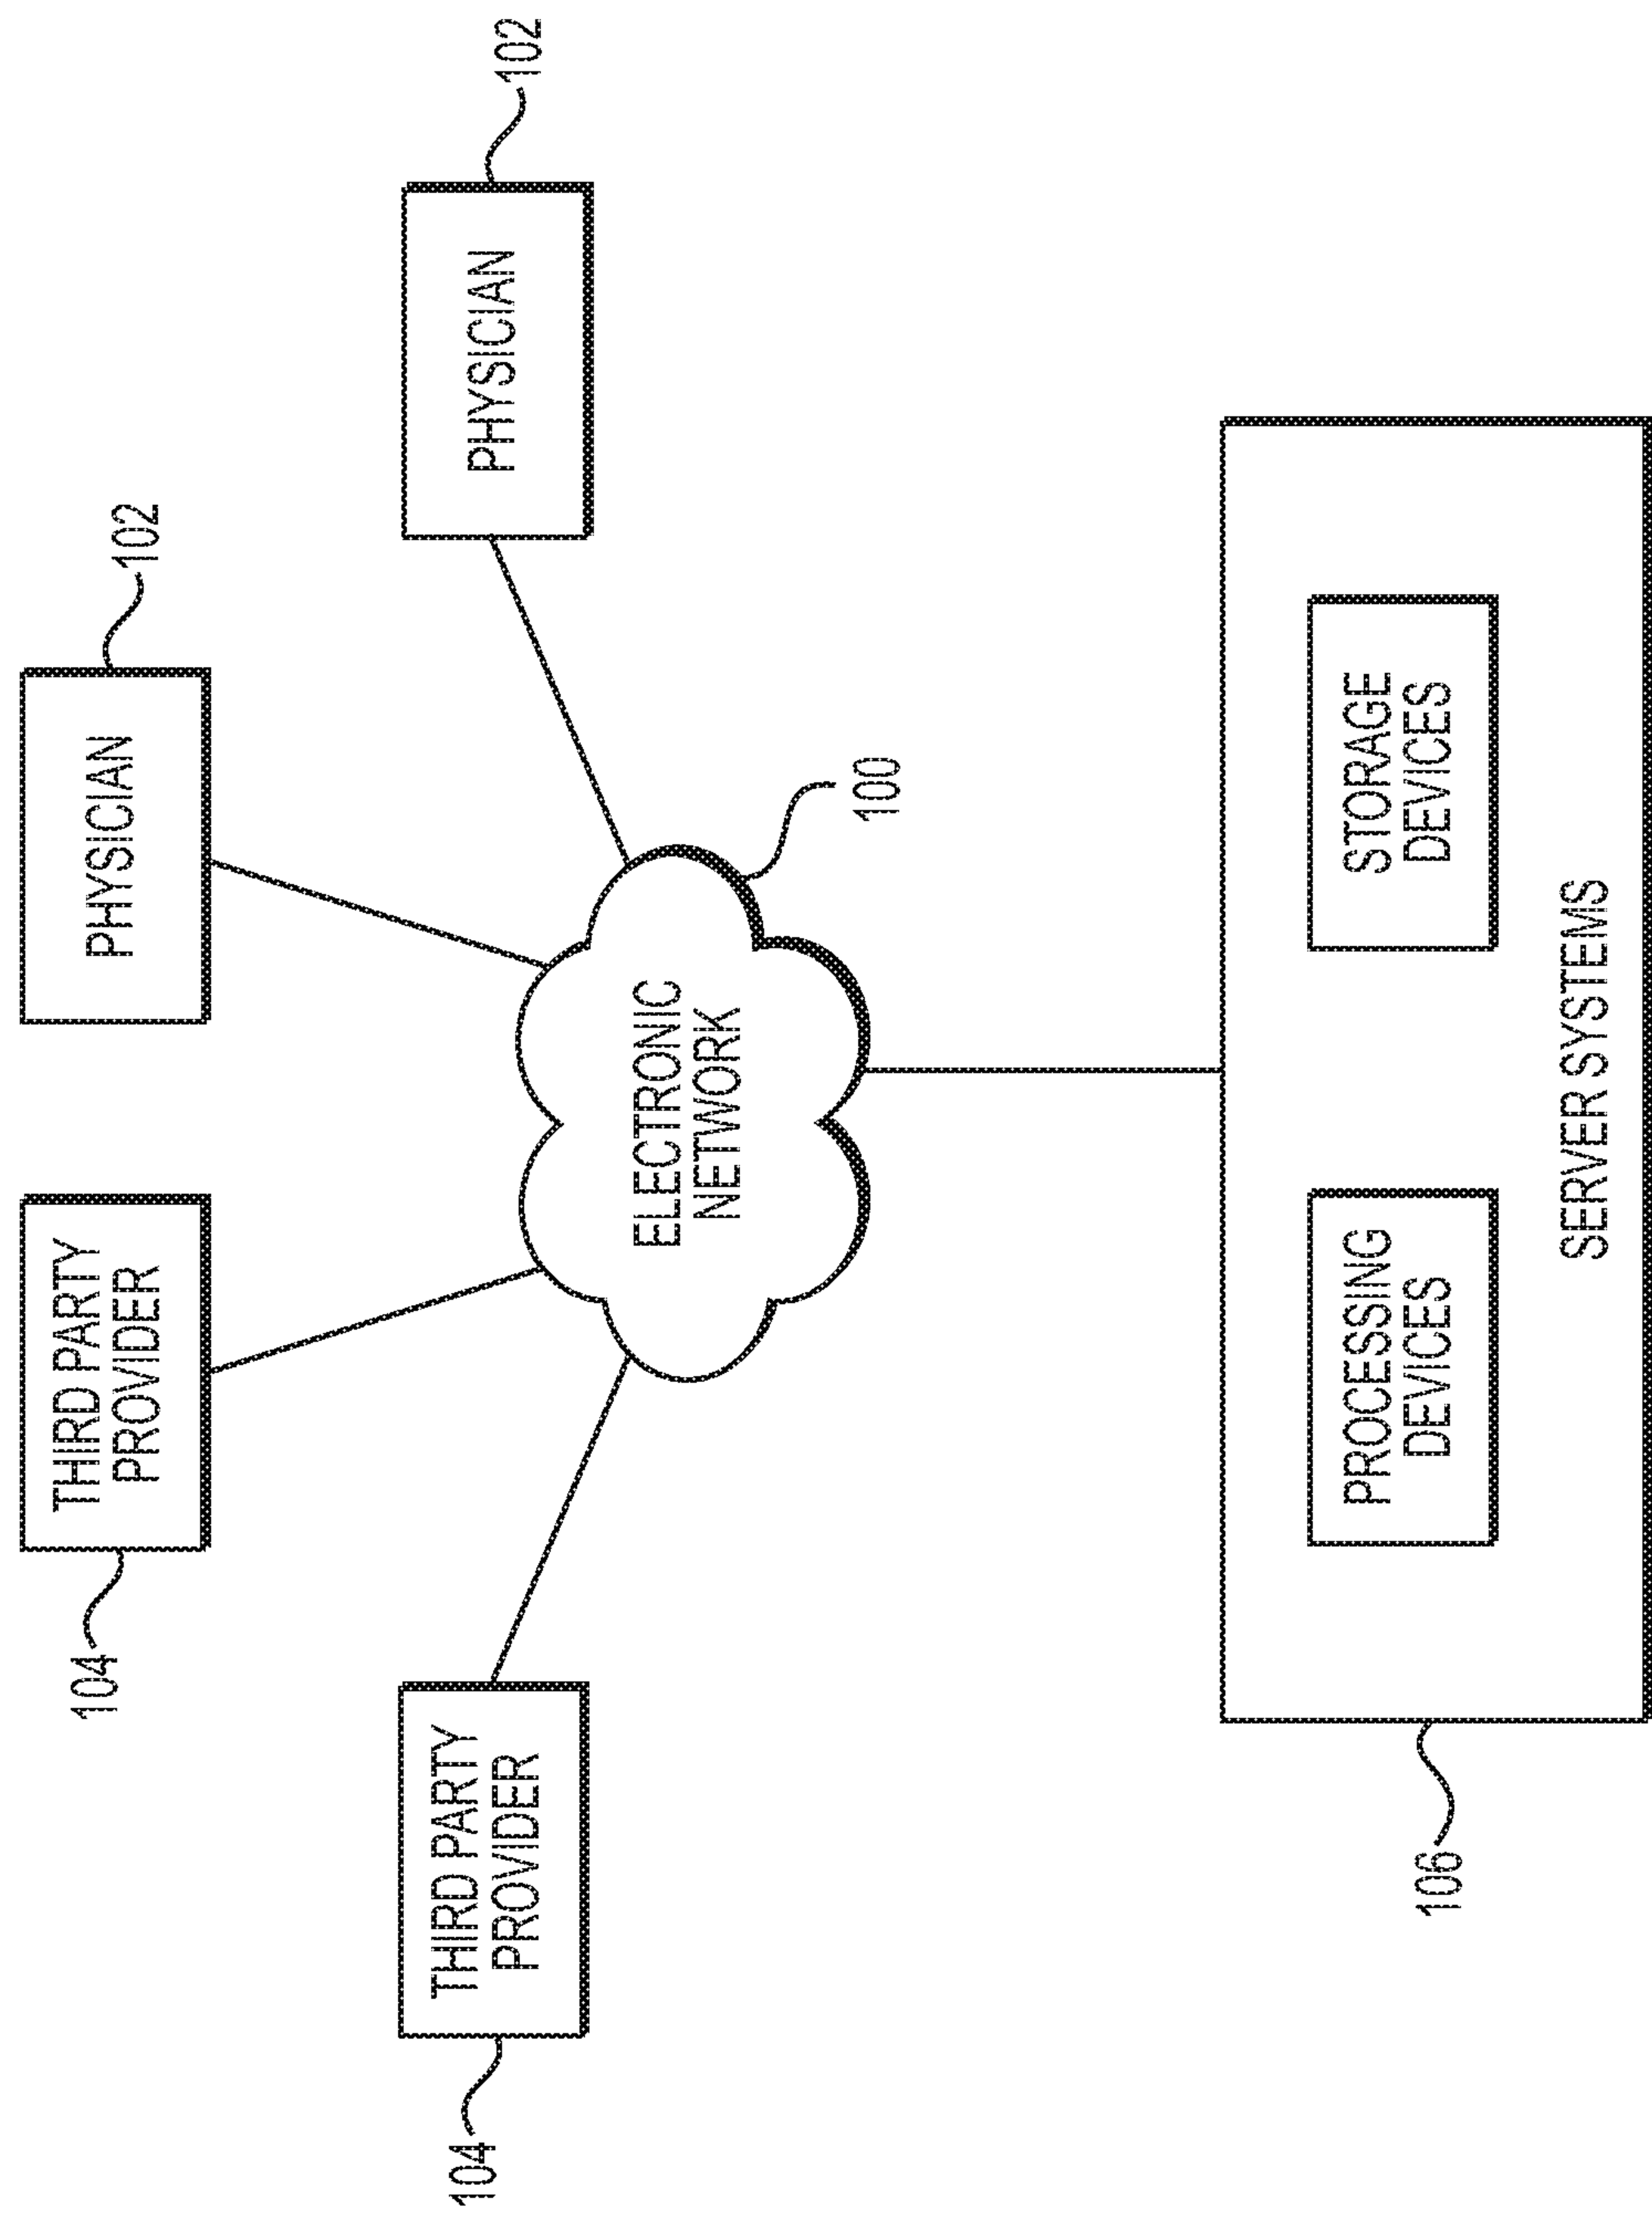 PHYSICIAN
102
THIRD PARTY
PROVIDER
104
PHYSICIAN
102
THIRD PARTY
PROVIDER
104
ELECTRONIC
NETWORK
100
PROCESSING
DEVICES
STORAGE
DEVICES
SERVER SYSTEMS
106